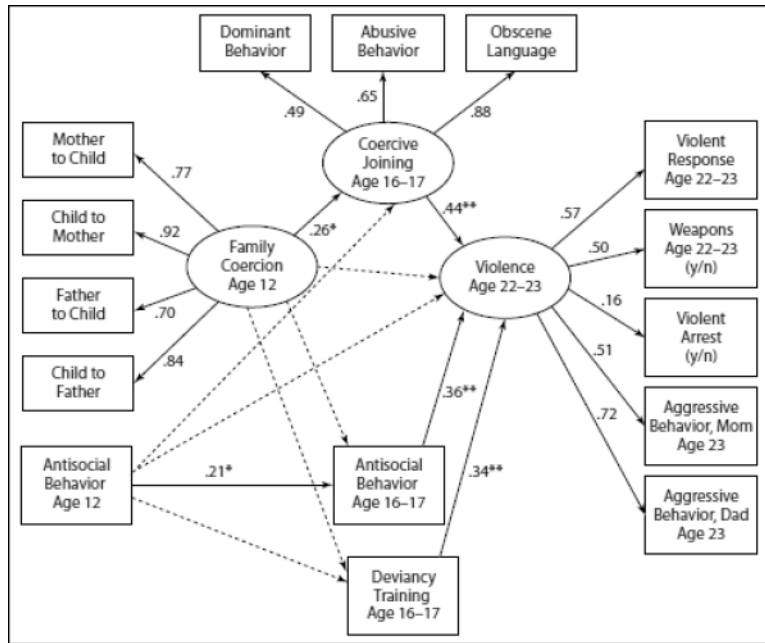 Dominant
Behavior
Abusive
Behavior
Obscene
Language
.49
.65
.88
Coercive
Joining
Age 16–17
Mother
to Child
Child to
Mother
Father
to Child
Child to
Father
.77
.92
.70
.84
Family
Coercion
Age 12
.26*
.44**
Violence
Age 22–23
.57
.50
.16
.51
.72
Violent
Response
Age 22–23
Weapons
Age 22–23
(y/n)
Violent
Arrest
(y/n)
Aggressive
Behavior, Mom
Age 23
Aggressive
Behavior, Dad
Age 23
Antisocial
Behavior
Age 12
.21*
Antisocial
Behavior
Age 16–17
.36**
.34**
Deviancy
Training
Age 16–17